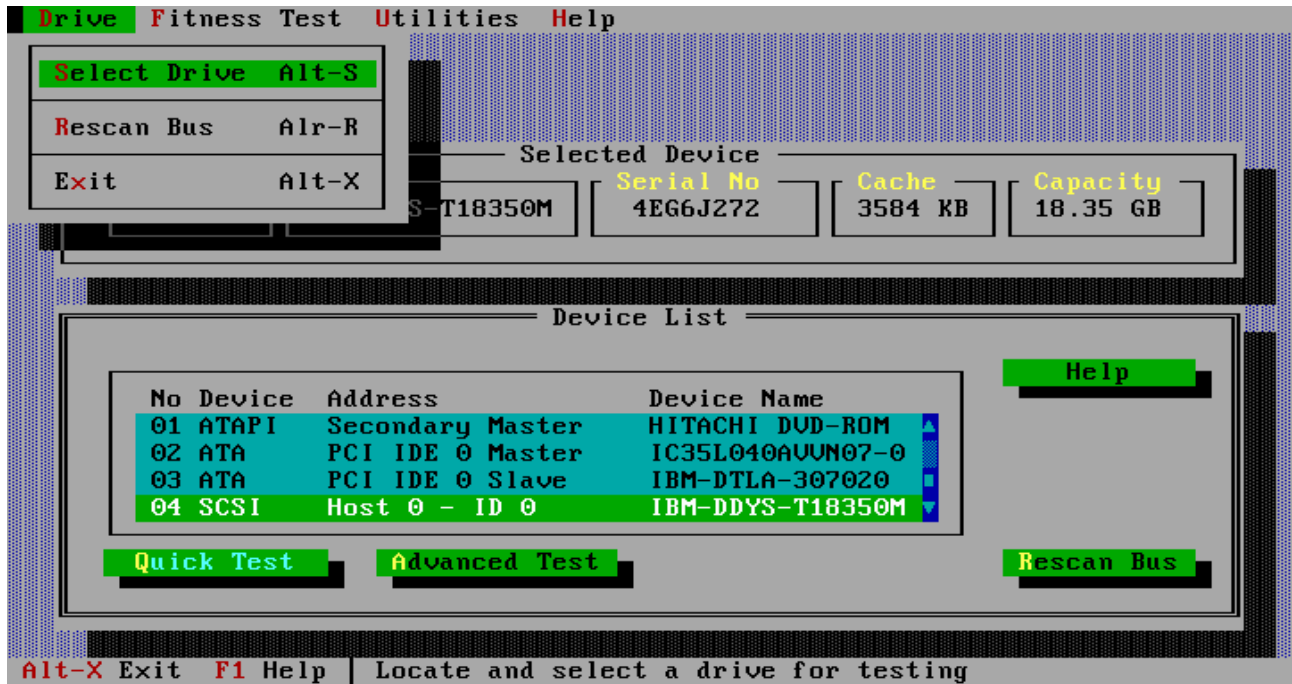 Drive Fitness Test Utilities Help
Select Drive Alt-S
Rescan Bus Alr-R
Exit Alt-X
Selected Device
Serial No Cache Capacity
S-T18350M 4EG6J272 3584 KB 18.35 GB
Device List
Help
No Device Address Device Name
01 ATAPI Secondary Master HITACHI DVD-ROM
02 ATA PCI IDE 0 Master IC35L040AVVN07-0
03 ATA PCI IDE 0 Slave IBM-DTLA-307020
04 SCSI Host 0 - ID 0 IBM-DDYS-T18350M
Quick Test Advanced Test Rescan Bus
Alt-X Exit F1 Help | Locate and select a drive for testing